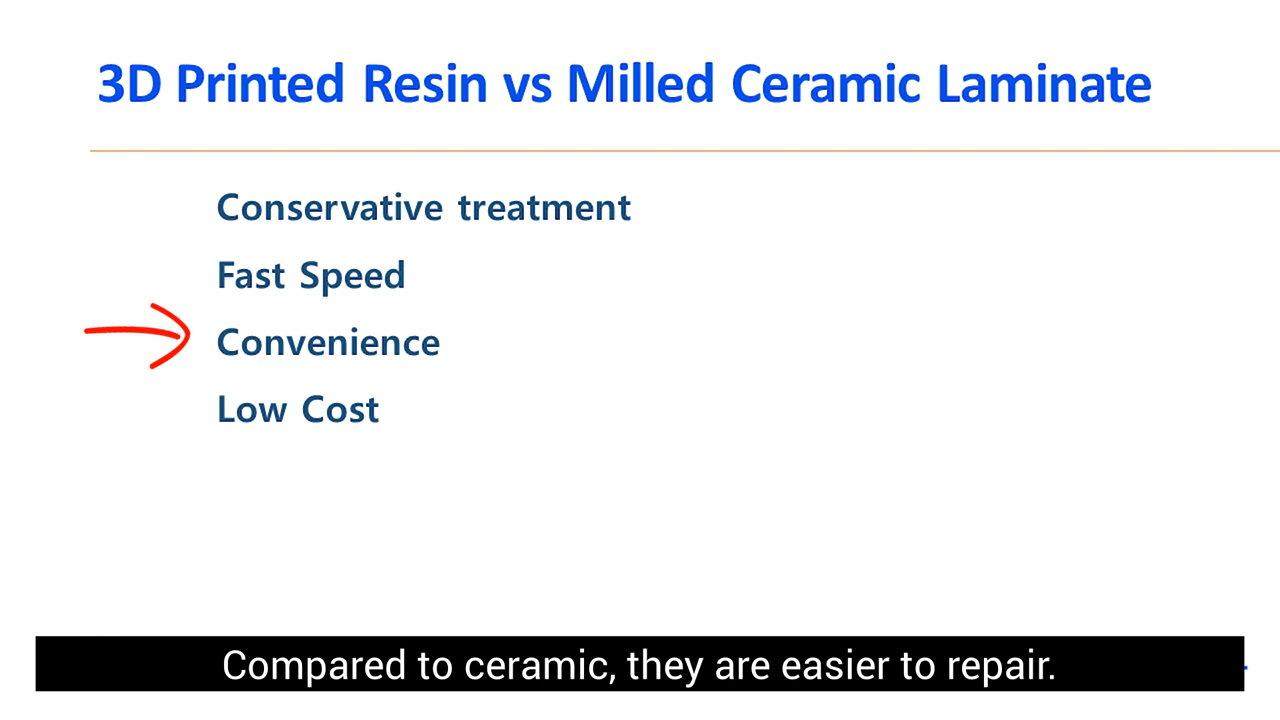 3D Printed Resin vs Milled Ceramic Laminate
Conservative treatment
Fast Speed
Convenience
Low Cost
Compared to ceramic, they are easier to repair.